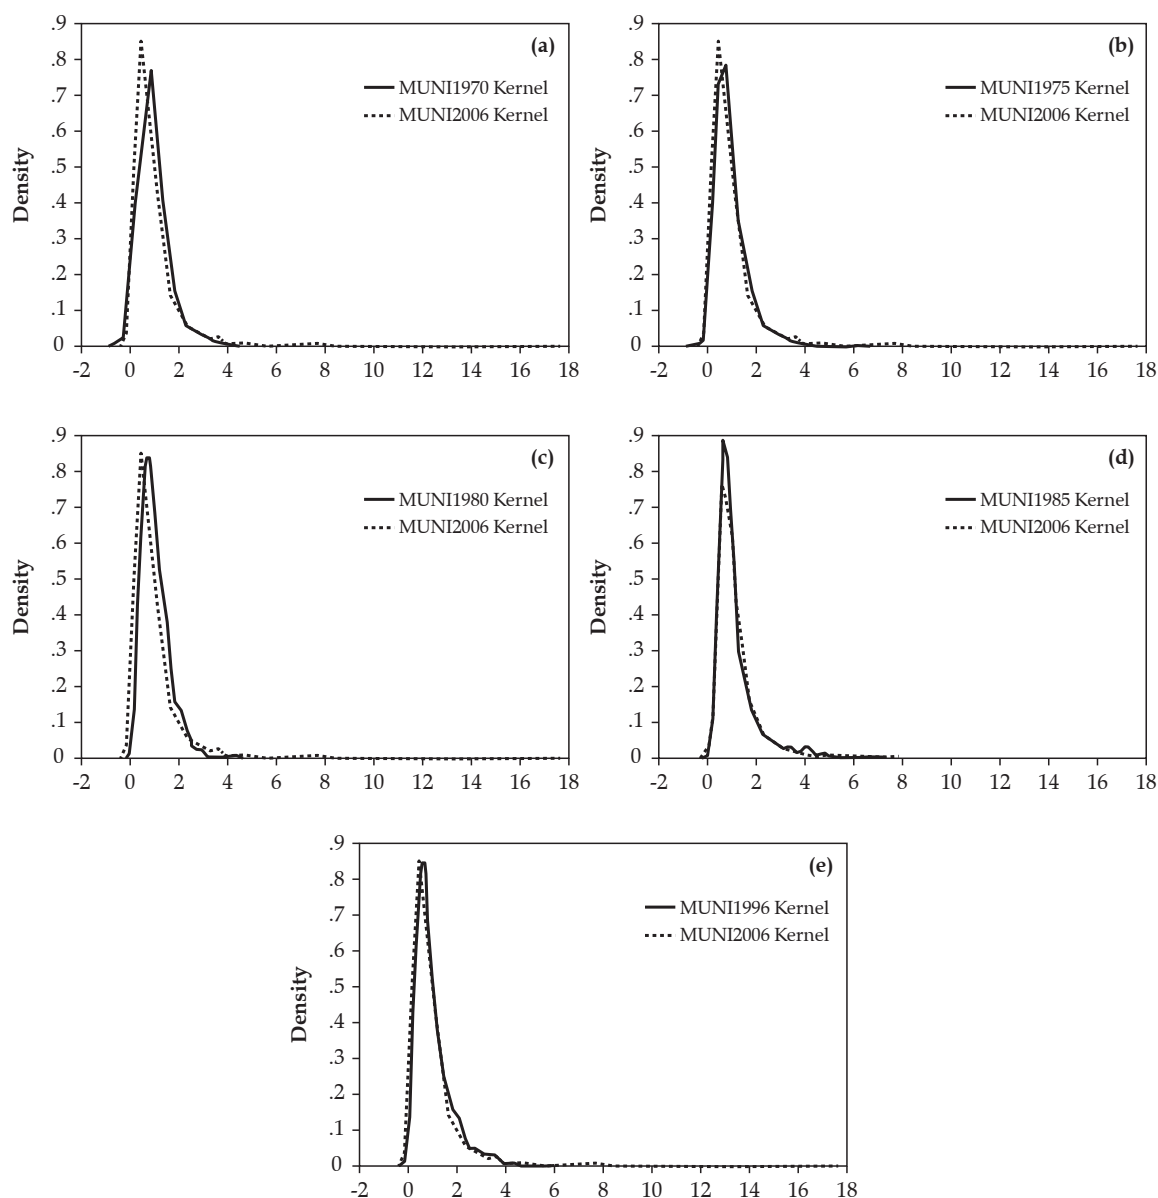 (a)
MUNI1970 Kernel
MUNI2006 Kernel
Density
.9
.8
.7
.6
.5
.4
.3
.2
.1
0
-2 0 2 4 6 8 10 12 14 16 18
(b)
MUNI1975 Kernel
MUNI2006 Kernel
Density
.9
.8
.7
.6
.5
.4
.3
.2
.1
0
-2 0 2 4 6 8 10 12 14 16 18
(c)
MUNI1980 Kernel
MUNI2006 Kernel
Density
.9
.8
.7
.6
.5
.4
.3
.2
.1
0
-2 0 2 4 6 8 10 12 14 16 18
(d)
MUNI1985 Kernel
MUNI2006 Kernel
Density
.9
.8
.7
.6
.5
.4
.3
.2
.1
0
-2 0 2 4 6 8 10 12 14 16 18
(e)
MUNI1996 Kernel
MUNI2006 Kernel
Density
.9
.8
.7
.6
.5
.4
.3
.2
.1
0
-2 0 2 4 6 8 10 12 14 16 18